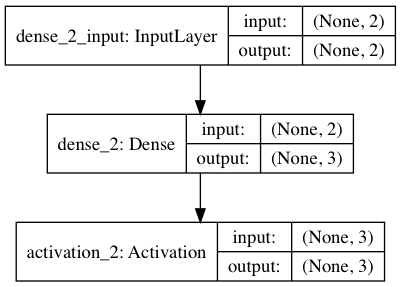 dense_2_input: InputLayer
input: (None, 2)
output: (None, 2)
dense_2: Dense
input: (None, 2)
output: (None, 3)
activation_2: Activation
input: (None, 3)
output: (None, 3)